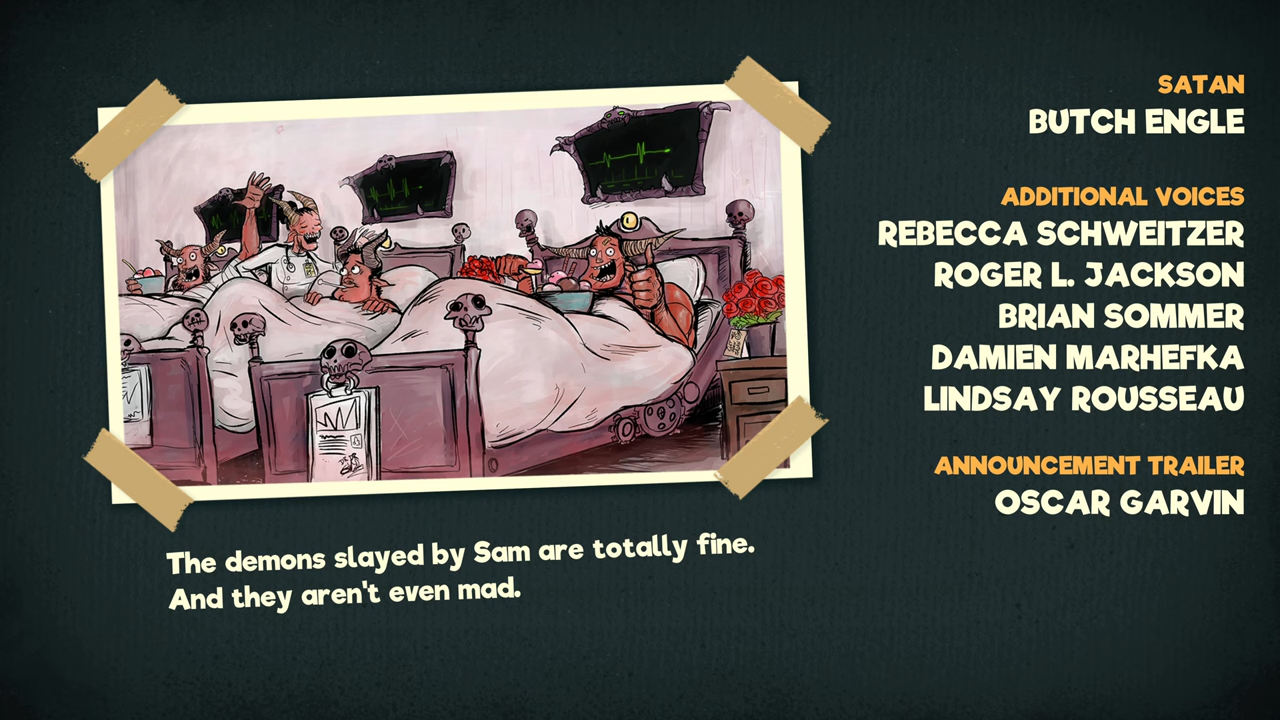 SATAN
BUTCH ENGLE
ADDITIONAL VOICES
REBECCA SCHWEITZER
ROGER L. JACKSON
BRIAN SOMMER
DAMIEN MARHEFKA
LINDSAY ROUSSEAU
ANNOUNCEMENT TRAILER
OSCAR GARVIN
The demons slayed by Sam are totally fine.
And they aren't even mad.